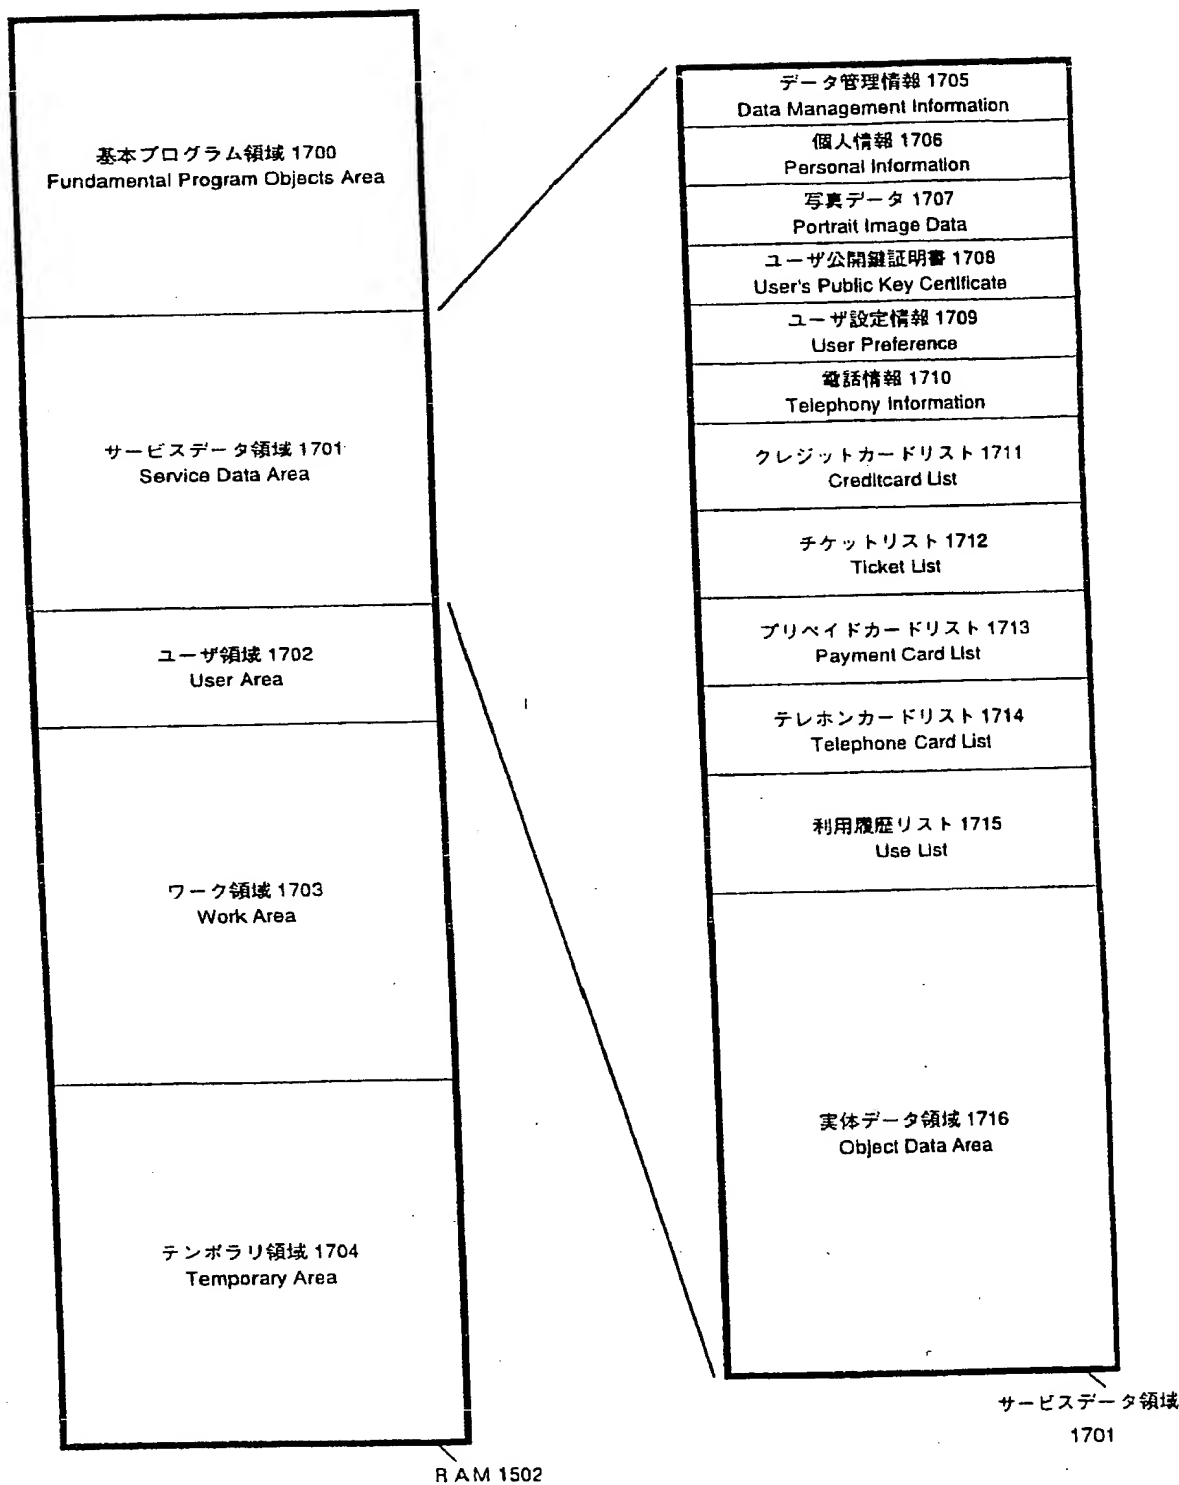 基本プログラム領域 1700
Fundamental Program Objects Area
サービスデータ領域 1701
Service Data Area
ユーザ領域 1702
User Area
ワーク領域 1703
Work Area
テンポラリ領域 1704
Temporary Area
RAM 1502
データ管理情報 1705
Data Management Information
個人情報 1706
Personal Information
写真データ 1707
Portrait Image Data
ユーザ公開鍵証明書 1708
User's Public Key Certificate
ユーザ設定情報 1709
User Preference
電話情報 1710
Telephony Information
クレジットカードリスト 1711
Creditcard List
チケットリスト 1712
Ticket List
プリペイドカードリスト 1713
Payment Card List
テレホンカードリスト 1714
Telephone Card List
利用履歴リスト 1715
Use List
実体データ領域 1716
Object Data Area
サービスデータ領域
1701